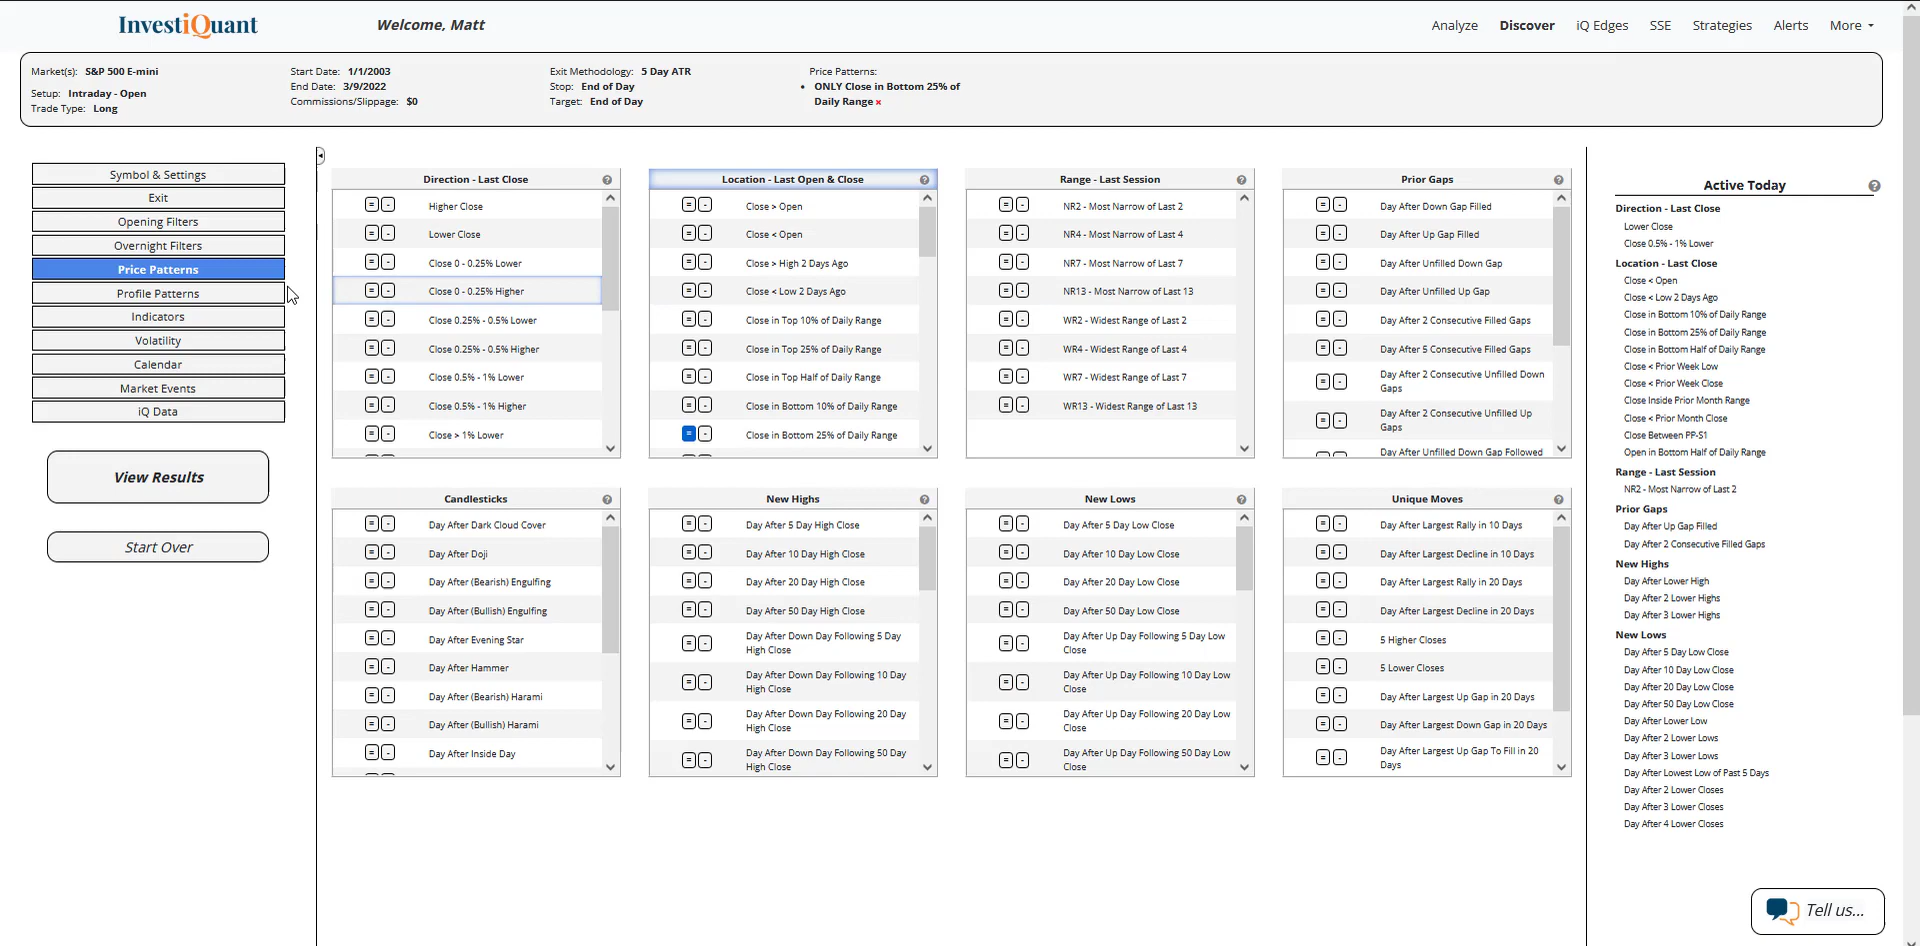 InvestiQuant
Welcome, Matt
Analyze
Discover
iQ Edges
SSE
Strategies
Alerts
More
Market(s): S&P 500 E-mini
Setup: Intraday - Open
Trade Type: Long
Start Date: 1/1/2003
End Date: 3/9/2022
Commissions/Slippage: $0
Exit Methodology: 5 Day ATR
Stop: End of Day
Target: End of Day
Price Patterns:
• ONLY Close in Bottom 25% of
Daily Range ×
Symbol & Settings
Exit
Opening Filters
Overnight Filters
Price Patterns
Profile Patterns
Indicators
Volatility
Calendar
Market Events
iQ Data
View Results
Start Over
Direction - Last Close
Higher Close
Lower Close
Close 0 - 0.25% Lower
Close 0 - 0.25% Higher
Close 0.25% - 0.5% Lower
Close 0.25% - 0.5% Higher
Close 0.5% - 1% Lower
Close 0.5% - 1% Higher
Close > 1% Lower
Location - Last Open & Close
Close > Open
Close < Open
Close > High 2 Days Ago
Close < Low 2 Days Ago
Close in Top 10% of Daily Range
Close in Top 25% of Daily Range
Close in Top Half of Daily Range
Close in Bottom 10% of Daily Range
Close in Bottom 25% of Daily Range
Range - Last Session
NR2 - Most Narrow of Last 2
NR4 - Most Narrow of Last 4
NR7 - Most Narrow of Last 7
NR13 - Most Narrow of Last 13
WR2 - Widest Range of Last 2
WR4 - Widest Range of Last 4
WR7 - Widest Range of Last 7
WR13 - Widest Range of Last 13
Prior Gaps
Day After Down Gap Filled
Day After Up Gap Filled
Day After Unfilled Down Gap
Day After Unfilled Up Gap
Day After 2 Consecutive Filled Gaps
Day After 5 Consecutive Filled Gaps
Day After 2 Consecutive Unfilled Down
Gaps
Day After 2 Consecutive Unfilled Up
Gaps
Day After Unfilled Down Gap Followed
Candlesticks
Day After Dark Cloud Cover
Day After Doji
Day After (Bearish) Engulfing
Day After (Bullish) Engulfing
Day After Evening Star
Day After Hammer
Day After (Bearish) Harami
Day After (Bullish) Harami
Day After Inside Day
New Highs
Day After 5 Day High Close
Day After 10 Day High Close
Day After 20 Day High Close
Day After 50 Day High Close
Day After Down Day Following 5 Day
High Close
Day After Down Day Following 10 Day
High Close
Day After Down Day Following 20 Day
High Close
Day After Down Day Following 50 Day
High Close
New Lows
Day After 5 Day Low Close
Day After 10 Day Low Close
Day After 20 Day Low Close
Day After 50 Day Low Close
Day After Up Day Following 5 Day Low
Close
Day After Up Day Following 10 Day Low
Close
Day After Up Day Following 20 Day Low
Close
Day After Up Day Following 50 Day Low
Close
Unique Moves
Day After Largest Rally in 10 Days
Day After Largest Decline in 10 Days
Day After Largest Rally in 20 Days
Day After Largest Decline in 20 Days
5 Higher Closes
5 Lower Closes
Day After Largest Up Gap in 20 Days
Day After Largest Down Gap in 20 Days
Day After Largest Up Gap To Fill in 20
Days
Active Today
Direction - Last Close
Lower Close
Close 0.5% - 1% Lower
Location - Last Close
Close < Open
Close < Low 2 Days Ago
Close in Bottom 10% of Daily Range
Close in Bottom 25% of Daily Range
Close in Bottom Half of Daily Range
Close < Prior Week Low
Close < Prior Week Close
Close Inside Prior Month Range
Close < Prior Month Close
Close Between PP-S1
Open in Bottom Half of Daily Range
Range - Last Session
NR2 - Most Narrow of Last 2
Prior Gaps
Day After Up Gap Filled
Day After 2 Consecutive Filled Gaps
New Highs
Day After Lower High
Day After 2 Lower Highs
Day After 3 Lower Highs
New Lows
Day After 5 Day Low Close
Day After 10 Day Low Close
Day After 20 Day Low Close
Day After 50 Day Low Close
Day After Lower Low
Day After 2 Lower Lows
Day After 3 Lower Lows
Day After Lowest Low of Past 5 Days
Day After 2 Lower Closes
Day After 3 Lower Closes
Day After 4 Lower Closes
Tell us...